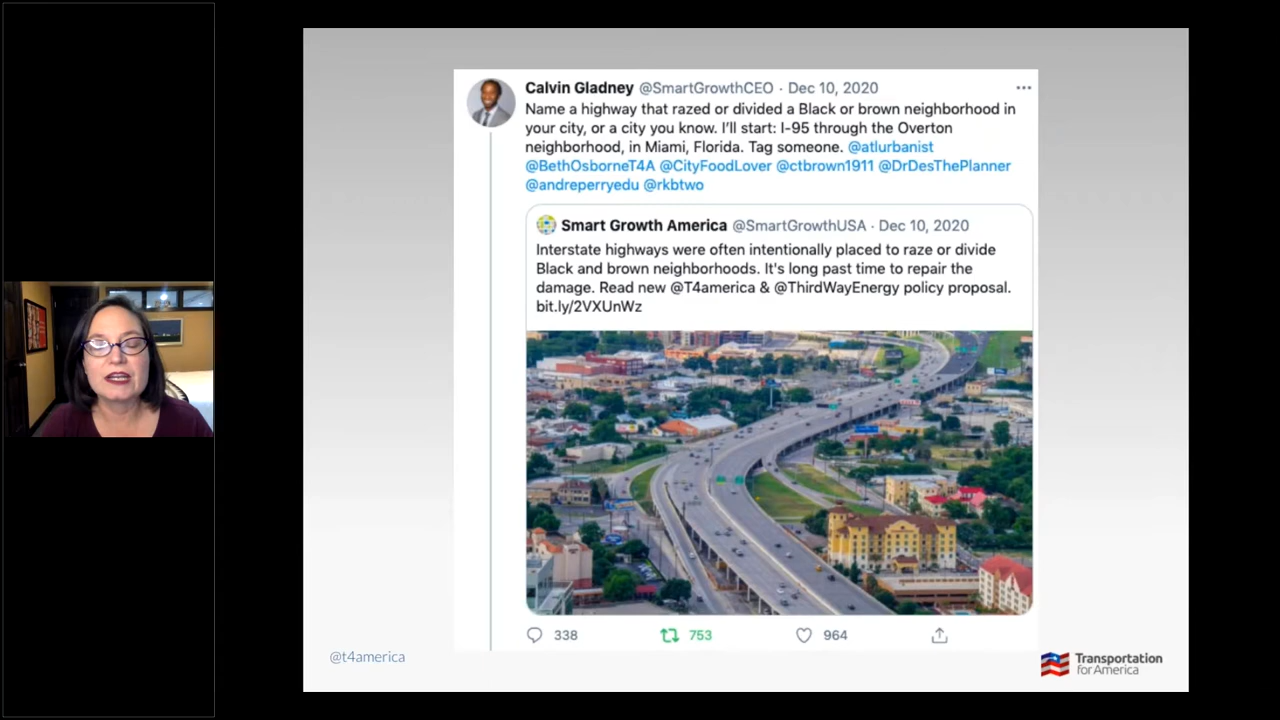 Calvin Gladney @SmartGrowthCEO · Dec 10, 2020
Name a highway that razed or divided a Black or brown neighborhood in
your city, or a city you know. I'll start: I-95 through the Overton
neighborhood, in Miami, Florida. Tag someone. @atlurbanist
@BethOsborneT4A @CityFoodLover @ctbrown1911 @DrDesThePlanner
@andreperryedu @rkbtwo
Smart Growth America @SmartGrowthUSA · Dec 10, 2020
Interstate highways were often intentionally placed to raze or divide
Black and brown neighborhoods. It's long past time to repair the
damage. Read new @T4america & @ThirdWayEnergy policy proposal.
bit.ly/2VXUnWz
338 753 964
@t4america
Transportation
for America